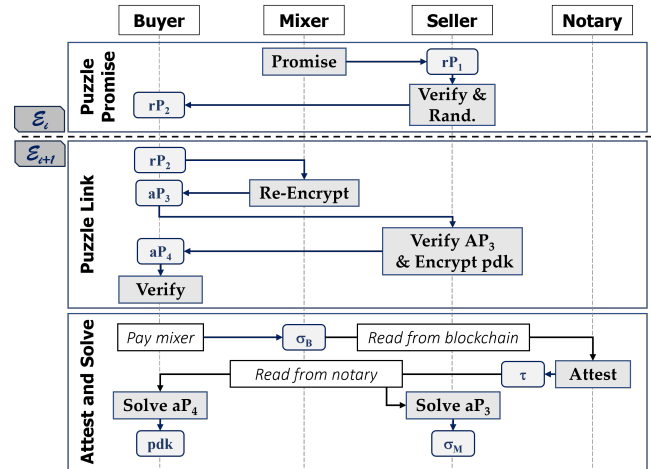 Buyer Mixer Seller Notary
Puzzle
Promise
Promise
rP₁
Verify &
Rand.
rP₂
ℰᵢ
ℰᵢ₊₁
Puzzle Link
rP₂
Re-Encrypt
aP₃
Verify AP₃
& Encrypt pdk
aP₄
Verify
Attest and Solve
Pay mixer
σ_B
Read from blockchain
Attest
τ
Read from notary
Solve aP₄
Solve aP₃
pdk
σ_M